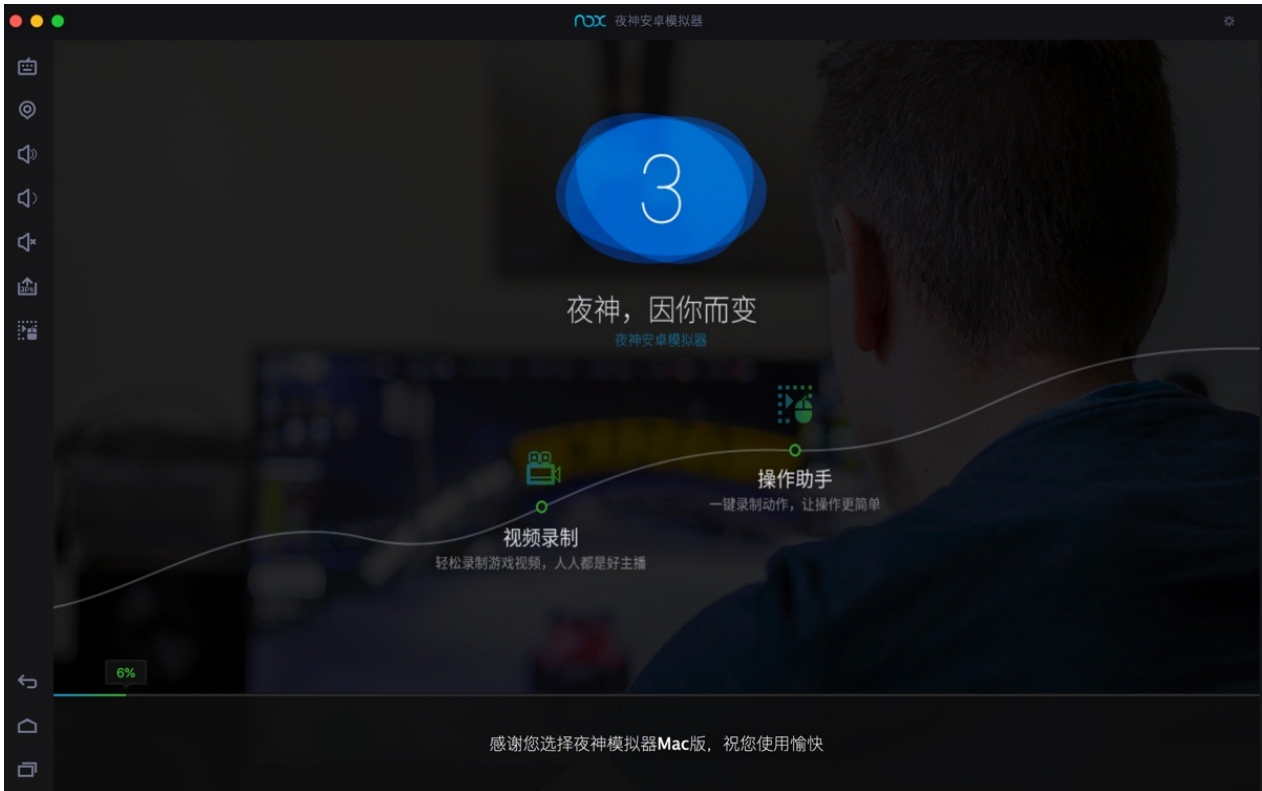 nox 夜神安卓模拟器
3
夜神，因你而变
夜神安卓模拟器
操作助手
一键录制动作，让操作更简单
视频录制
轻松录制游戏视频，人人都是好主播
6%
感谢您选择夜神模拟器Mac版，祝您使用愉快